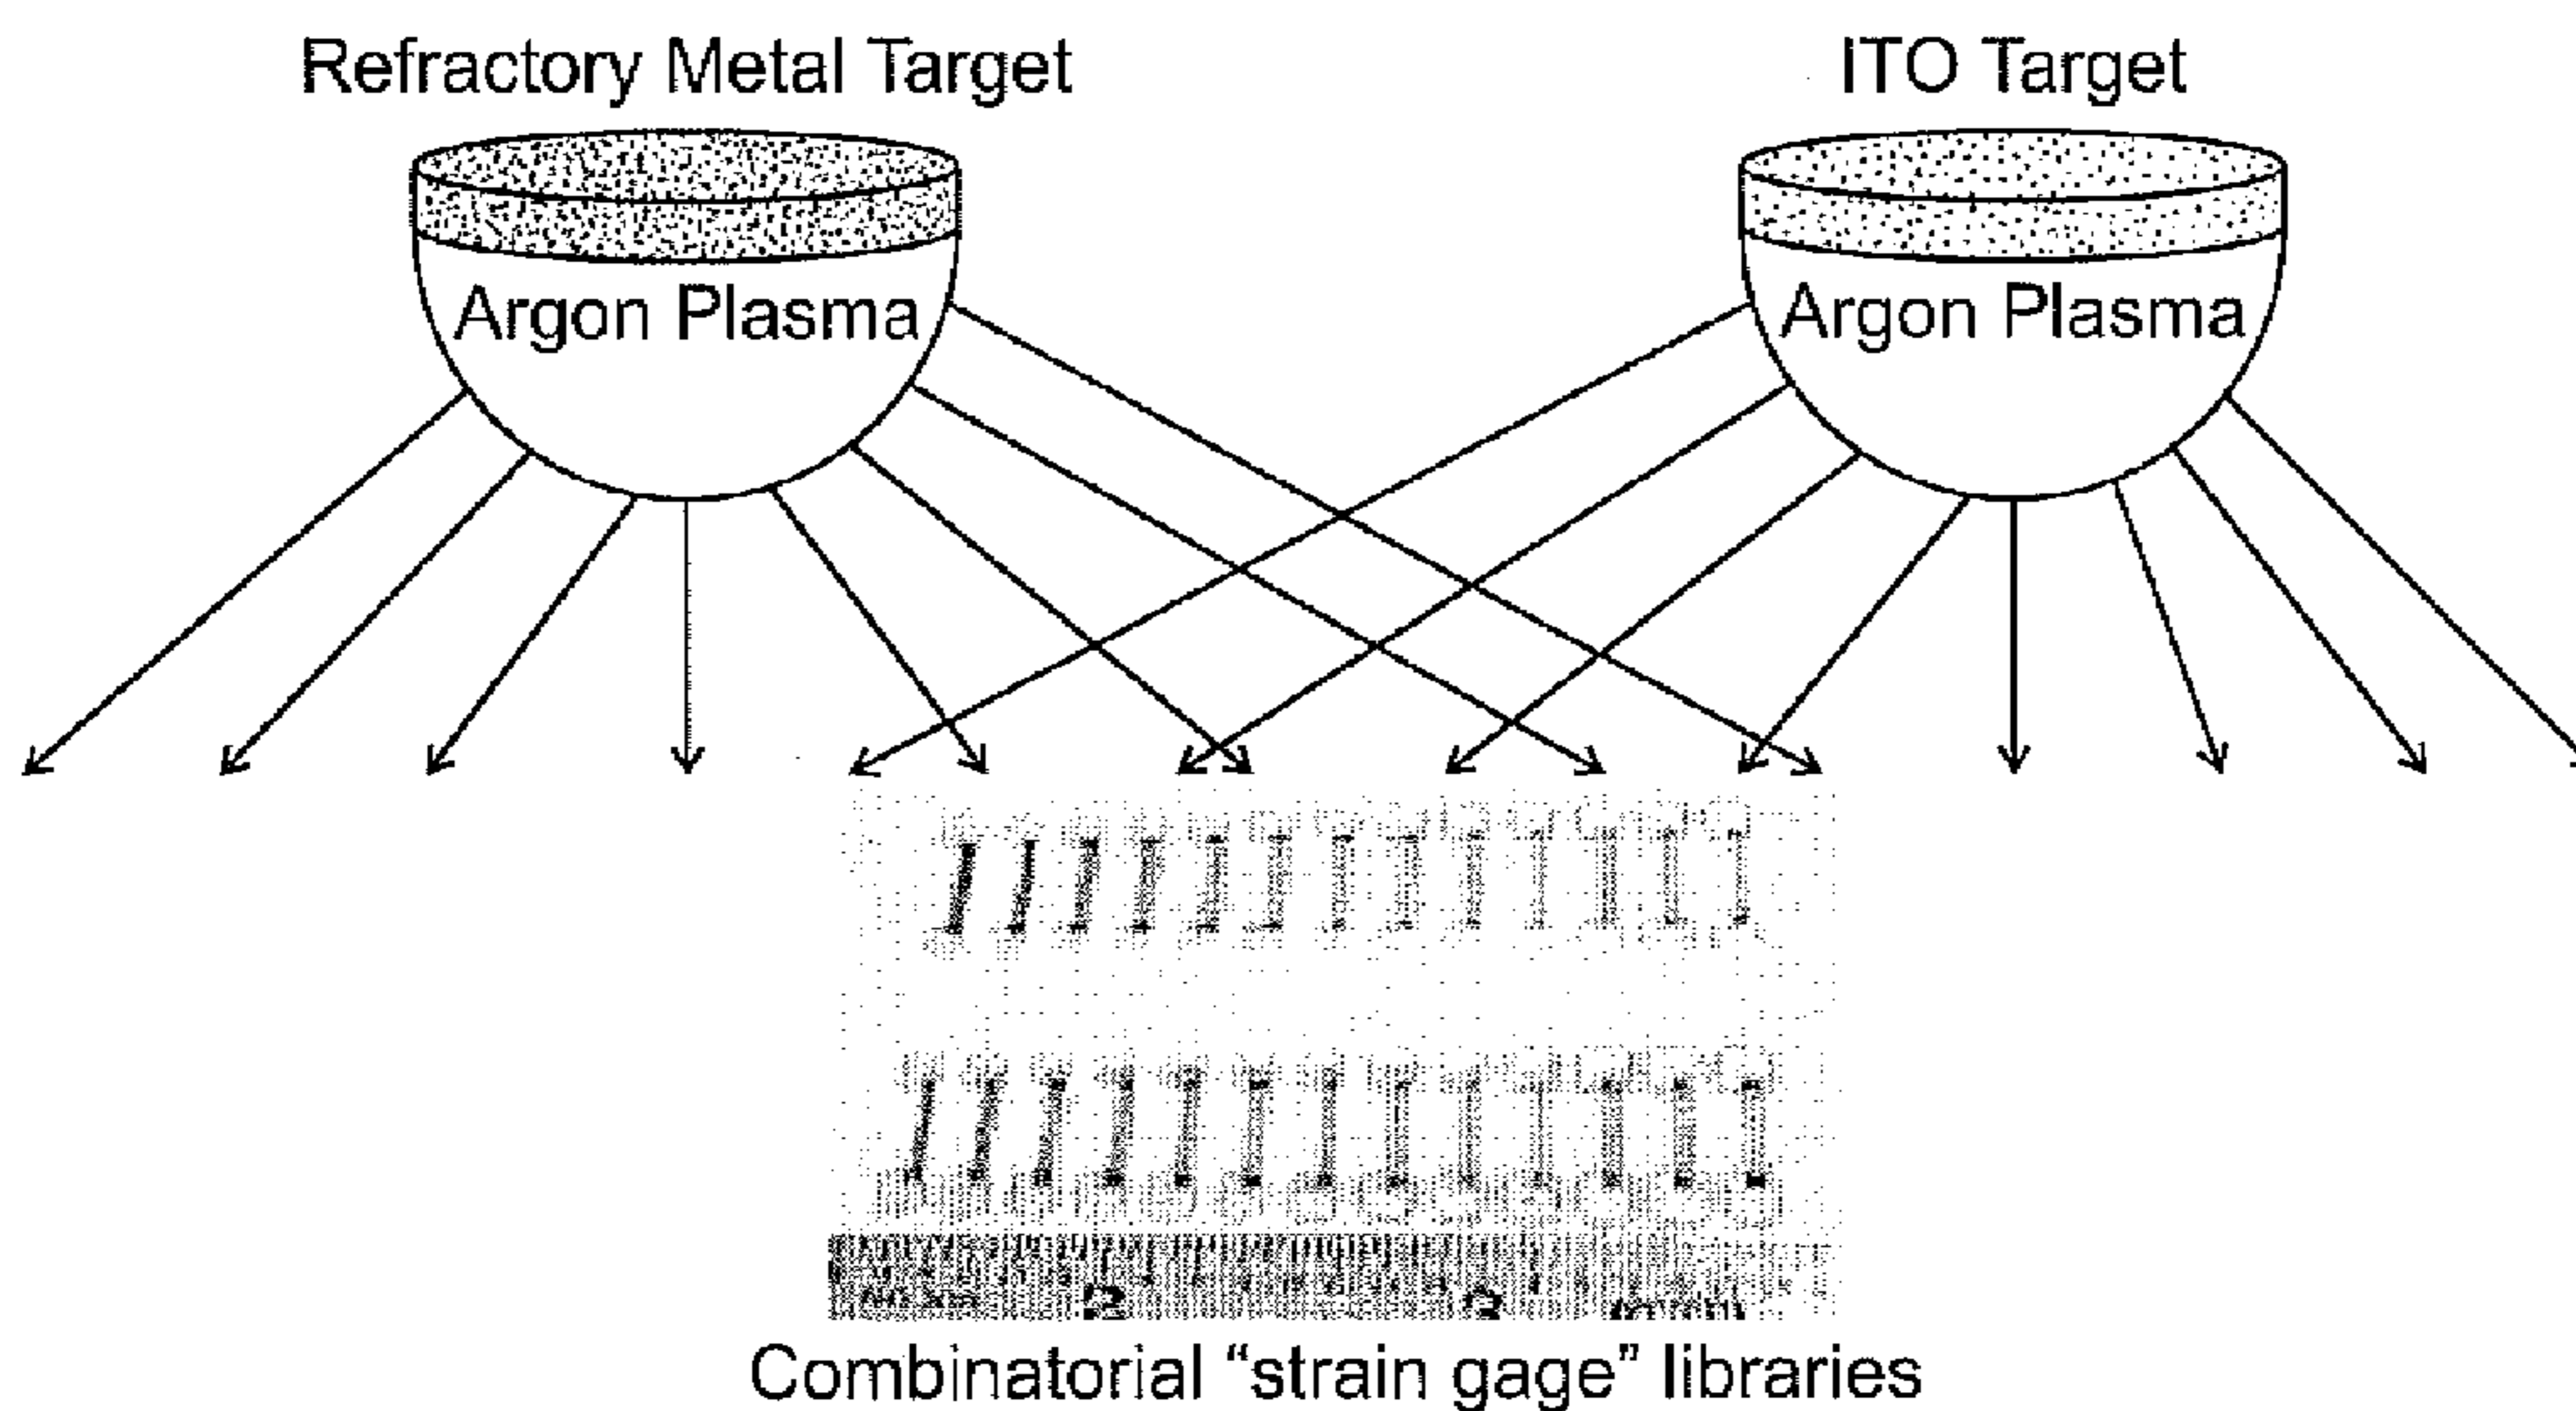 Refractory Metal Target
ITO Target
Argon Plasma
Argon Plasma
Combinatorial “strain gage” libraries